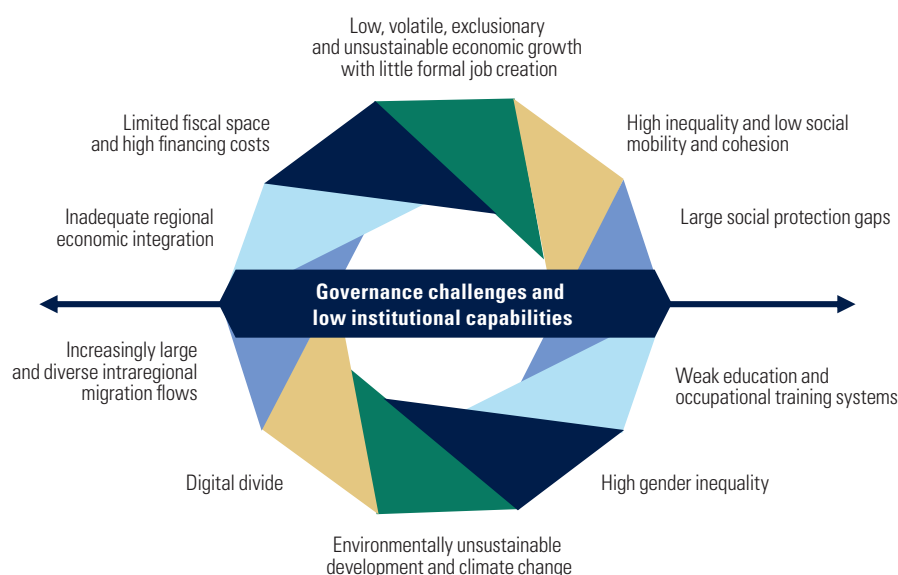 Low, volatile, exclusionary
and unsustainable economic growth
with little formal job creation
Limited fiscal space
and high financing costs
High inequality and low social
mobility and cohesion
Inadequate regional
economic integration
Large social protection gaps
Governance challenges and
low institutional capabilities
Increasingly large
and diverse intraregional
migration flows
Weak education and
occupational training systems
Digital divide
High gender inequality
Environmentally unsustainable
development and climate change